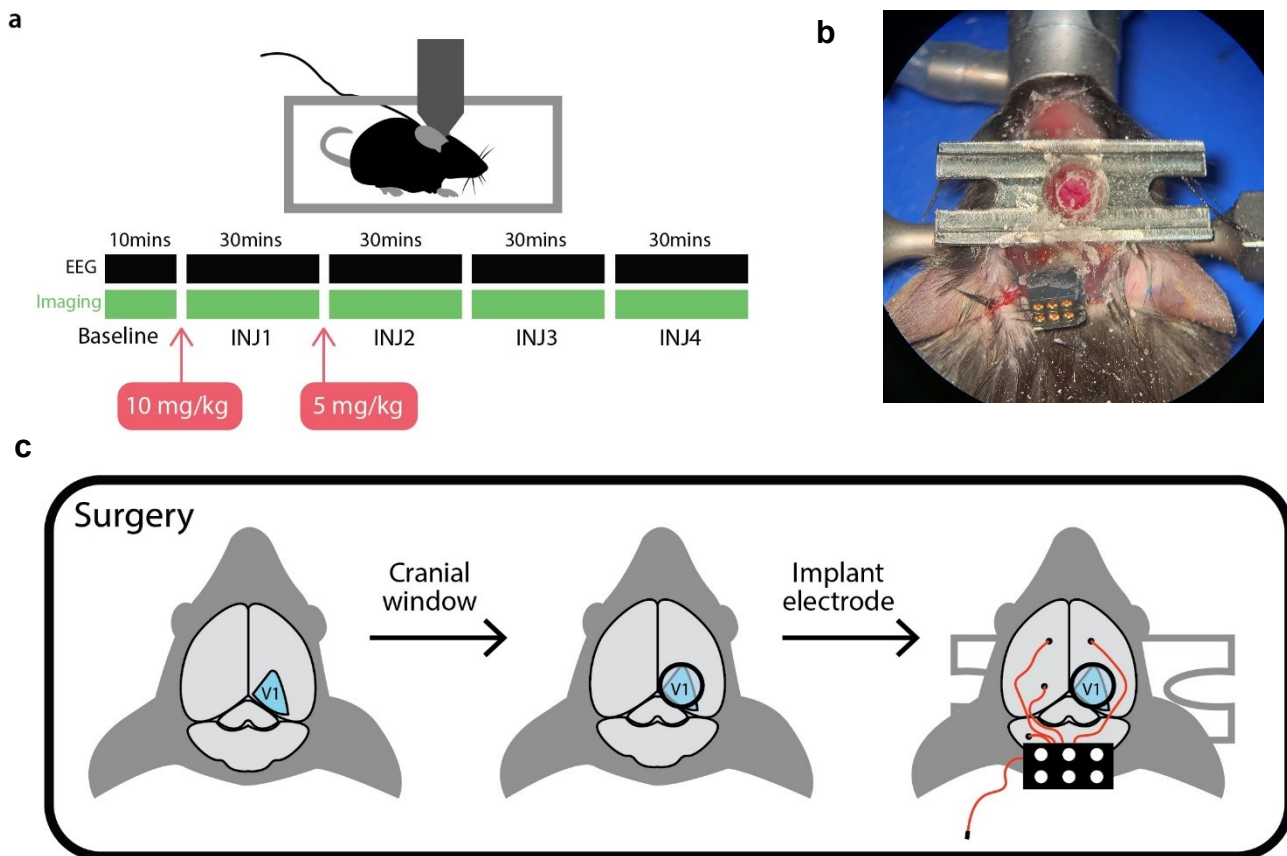 a
b
10mins 30mins 30mins 30mins 30mins
EEG
Imaging
Baseline INJ1 INJ2 INJ3 INJ4
10 mg/kg 5 mg/kg
c
Surgery
Cranial
window
Implant
electrode
V1
V1
V1